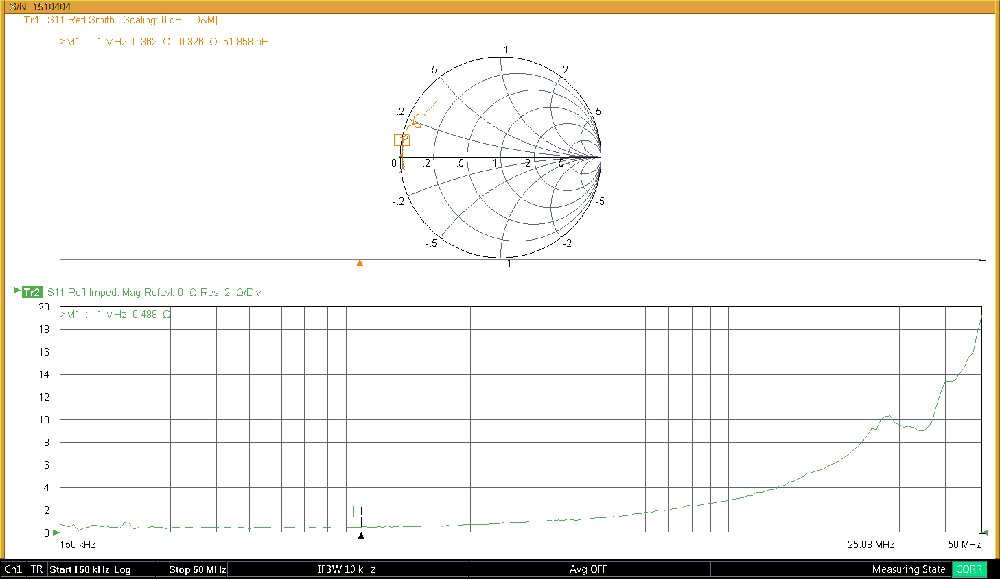 S/N: 1510404
Tr1 S11 Refl Smith Scaling: 0 dB [D&M]
>M1 : 1 MHz 0.362 Ω 0.326 Ω 51.858 nH
1
.5 2
.2 5
0 .2 .5 1 2 5
-.2 -5
-.5 -2
-1
Tr2 S11 Refl Imped. Mag RefLvl: 0 Ω Res: 2 Ω/Div
20
>M1 : 1 MHz 0.488 Ω
18
16
14
12
10
8
6
4
2
1
0
150 kHz 25.08 MHz 50 MHz
Ch1 TR Start 150 kHz Log Stop 50 MHz IFBW 10 kHz Avg OFF Measuring State CORR